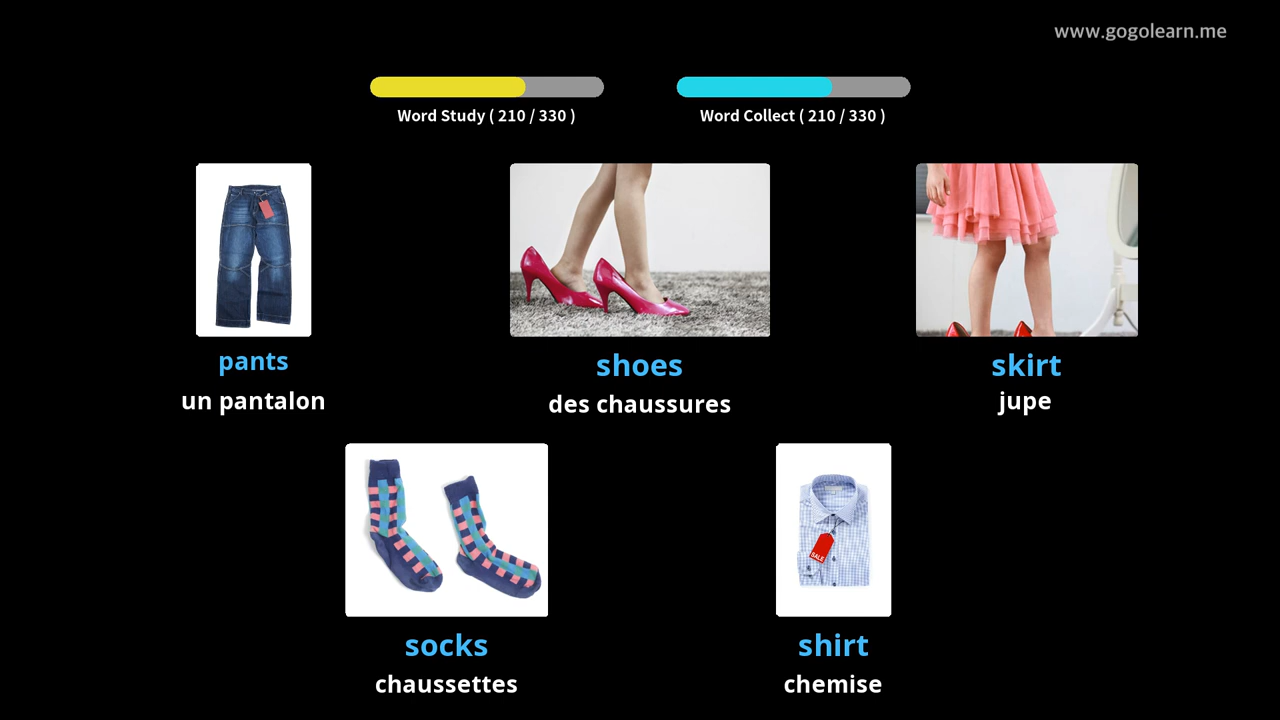 www.gogolearn.me
Word Study ( 210 / 330 )
Word Collect ( 210 / 330 )
pants
un pantalon
shoes
des chaussures
skirt
jupe
socks
chaussettes
SALE
shirt
chemise